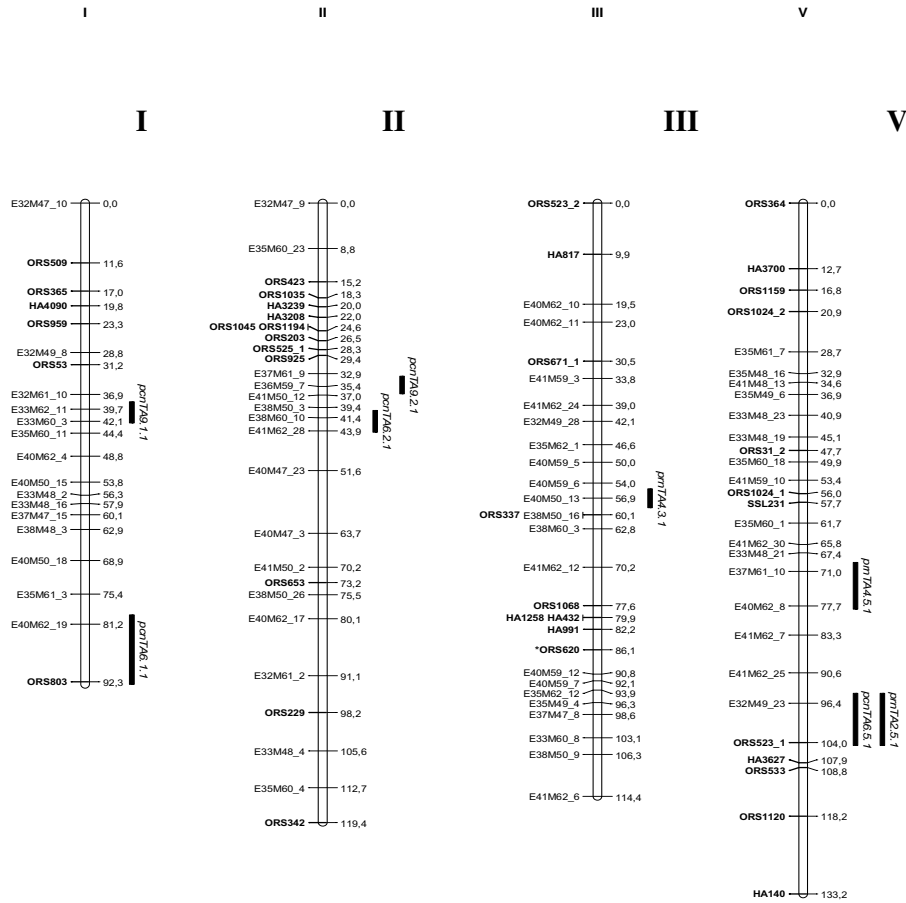 I II III V
I II III V
E32M47_10 0,0
ORS509 11,6
ORS365 17,0
HA4090 19,8
ORS959 23,3
E32M49_8 28,8
ORS53 31,2
E32M61_10 36,9
E33M62_11 39,7
E33M60_3 42,1
E35M60_11 44,4
E40M62_4 48,8
E40M50_15 53,8
E33M48_2 56,3
E33M48_16 57,9
E37M47_15 60,1
E38M48_3 62,9
E40M50_18 68,9
E35M61_3 75,4
E40M62_19 81,2
ORS803 92,3
pcnTA9.1.1
pcnTA6.1.1
E32M47_9 0,0
E35M60_23 8,8
ORS423 15,2
ORS1035 18,3
HA3239 20,0
HA3208 22,0
ORS1045 ORS1194 24,6
ORS203 26,5
ORS525_1 28,3
ORS925 29,4
E37M61_9 32,9
E36M59_7 35,4
E41M50_12 37,0
E38M50_3 39,4
E38M60_10 41,4
E41M62_28 43,9
E40M47_23 51,6
E40M47_3 63,7
E41M50_2 70,2
ORS653 73,2
E38M50_26 75,5
E40M62_17 80,1
E32M61_2 91,1
ORS229 98,2
E33M48_4 105,6
E35M60_4 112,7
ORS342 119,4
pcnTA9.2.1
pcnTA6.2.1
ORS523_2 0,0
HA817 9,9
E40M62_10 19,5
E40M62_11 23,0
ORS671_1 30,5
E41M59_3 33,8
E41M62_24 39,0
E32M49_28 42,1
E35M62_1 46,6
E40M59_5 50,0
E40M59_6 54,0
E40M50_13 56,9
ORS337 E38M50_16 60,1
E38M60_3 62,8
E41M62_12 70,2
ORS1068 77,6
HA1258 HA432 79,9
HA991 82,2
*ORS620 86,1
E40M59_12 90,8
E40M59_7 92,1
E35M62_12 93,9
E35M49_4 96,3
E37M47_8 98,6
E33M60_8 103,1
E38M50_9 106,3
E41M62_6 114,4
prnTA4.3.1
ORS364 0,0
HA3700 12,7
ORS1159 16,8
ORS1024_2 20,9
E35M61_7 28,7
E35M48_16 32,9
E41M48_13 34,6
E35M49_6 36,9
E33M48_23 40,9
E33M48_19 45,1
ORS31_2 47,7
E35M60_18 49,9
E41M59_10 53,4
ORS1024_1 56,0
SSL231 57,7
E35M60_1 61,7
E41M62_30 65,8
E33M48_21 67,4
E37M61_10 71,0
E40M62_8 77,7
E41M62_7 83,3
E41M62_25 90,6
E32M49_23 96,4
ORS523_1 104,0
HA3627 107,9
ORS533 108,8
ORS1120 118,2
HA140 133,2
prnTA4.5.1
pcnTA6.5.1
prnTA2.5.1